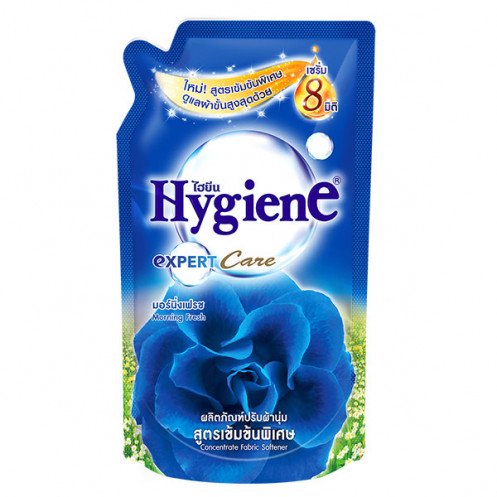 ใหม่! สูตรเข้มข้นพิเศษ
ดูแลผ้าขั้นสูงสุดด้วย
เซรั่ม
8
มิติ
ไฮยีน
Hygiene®
EXPERT Care
มอร์นิ่งเฟรช
Morning Fresh
ผลิตภัณฑ์ปรับผ้านุ่ม
สูตรเข้มข้นพิเศษ
Concentrate Fabric Softener